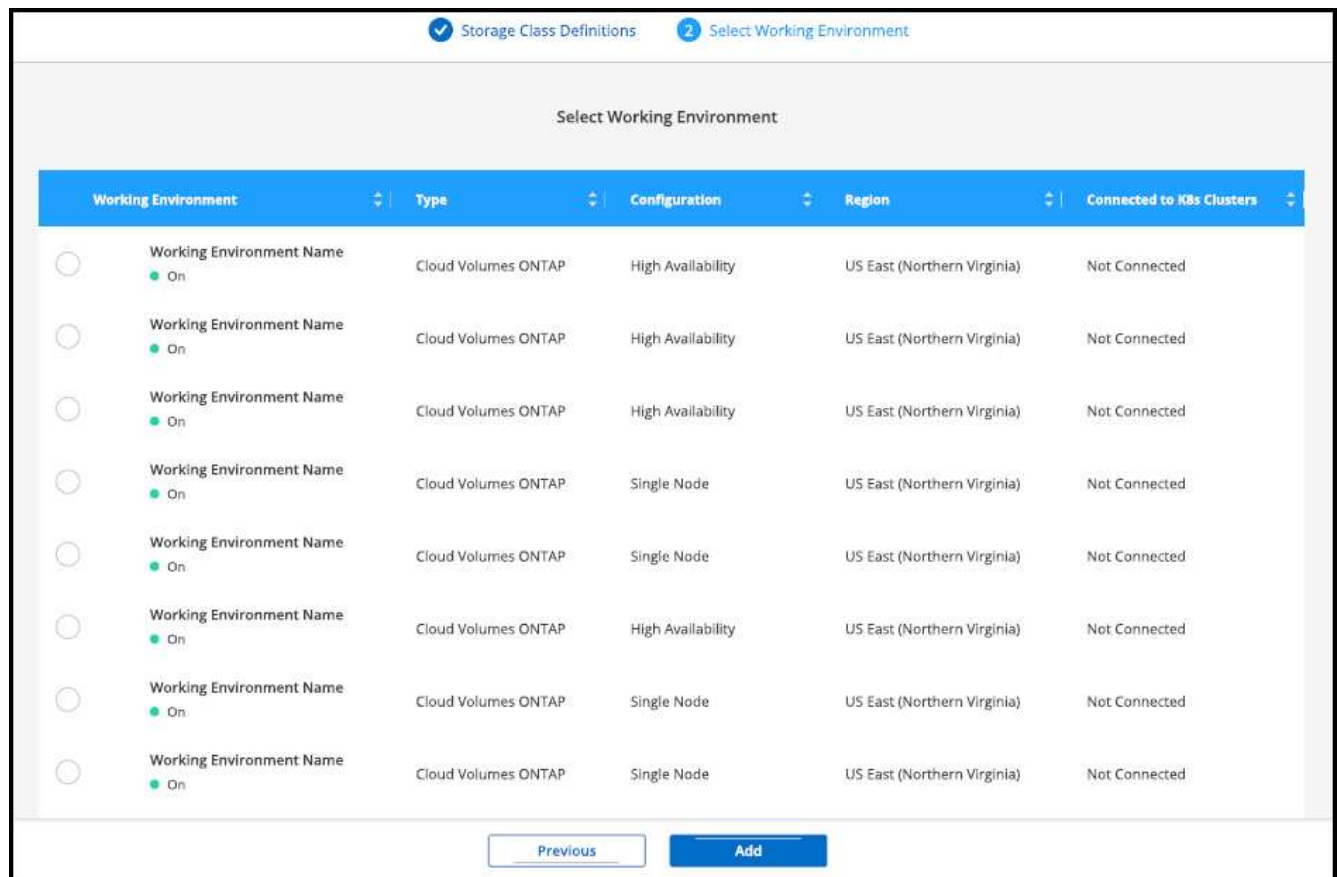 Storage Class Definitions 2 Select Working Environment
Select Working Environment
Working Environment Type Configuration Region Connected to K8s Clusters
Working Environment Name
On
Cloud Volumes ONTAP High Availability US East (Northern Virginia) Not Connected
Working Environment Name
On
Cloud Volumes ONTAP High Availability US East (Northern Virginia) Not Connected
Working Environment Name
On
Cloud Volumes ONTAP High Availability US East (Northern Virginia) Not Connected
Working Environment Name
On
Cloud Volumes ONTAP Single Node US East (Northern Virginia) Not Connected
Working Environment Name
On
Cloud Volumes ONTAP Single Node US East (Northern Virginia) Not Connected
Working Environment Name
On
Cloud Volumes ONTAP High Availability US East (Northern Virginia) Not Connected
Working Environment Name
On
Cloud Volumes ONTAP Single Node US East (Northern Virginia) Not Connected
Working Environment Name
On
Cloud Volumes ONTAP Single Node US East (Northern Virginia) Not Connected
Previous Add